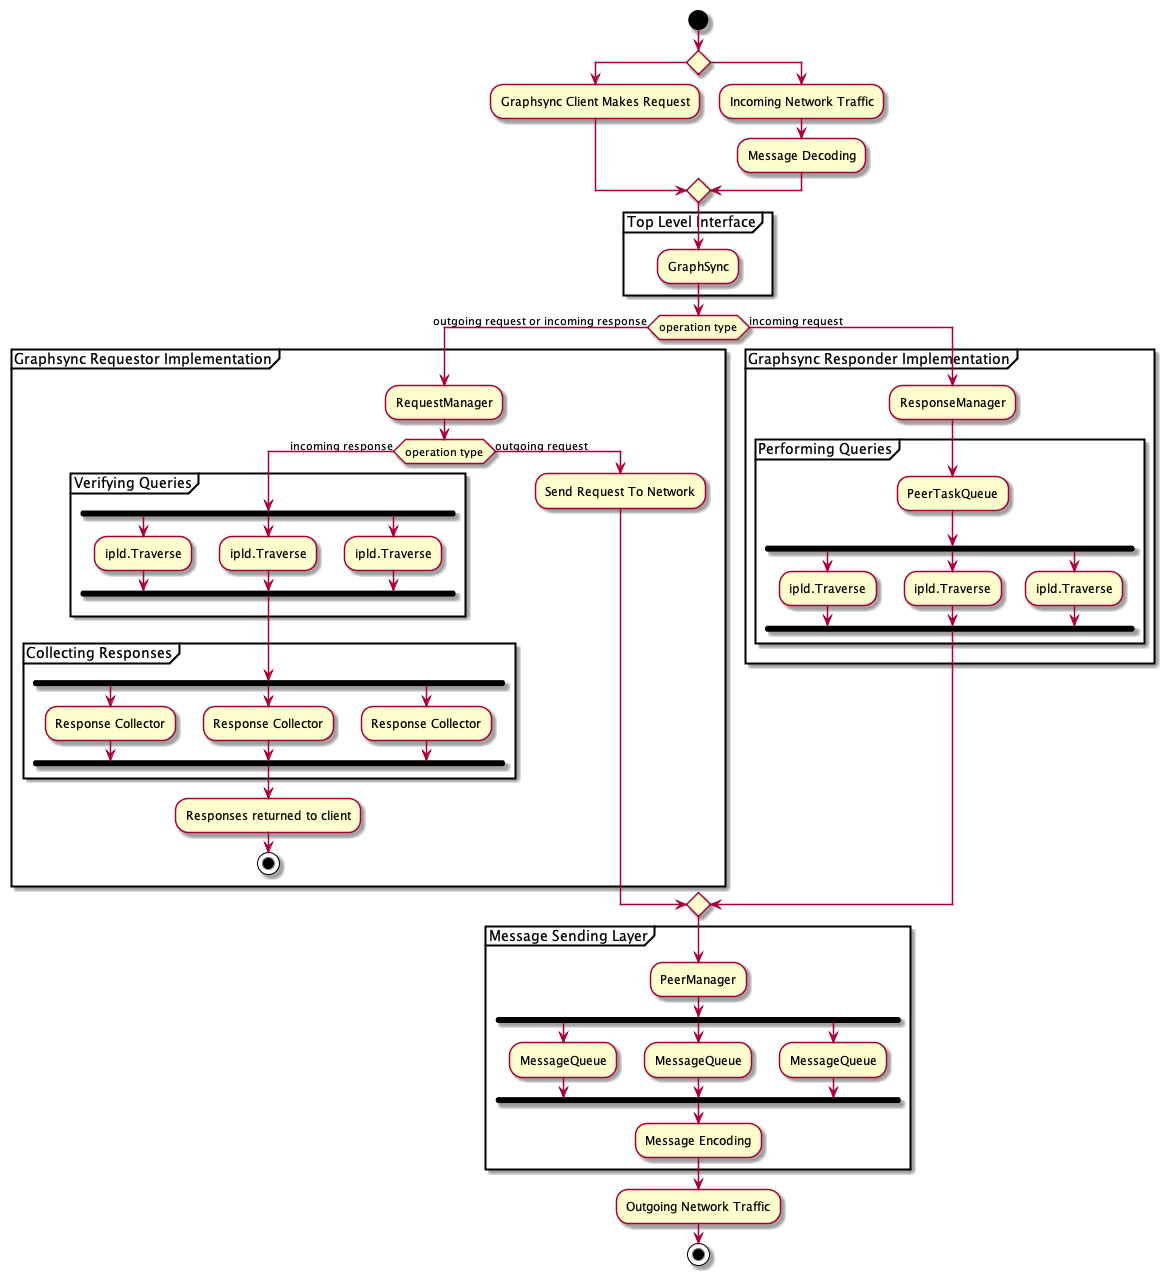 Graphsync Client Makes Request
Incoming Network Traffic
Message Decoding
Top Level Interface
GraphSync
outgoing request or incoming response
operation type
incoming request
Graphsync Requestor Implementation
RequestManager
incoming response
operation type
outgoing request
Verifying Queries
ipld.Traverse
ipld.Traverse
ipld.Traverse
Send Request To Network
Collecting Responses
Response Collector
Response Collector
Response Collector
Responses returned to client
Graphsync Responder Implementation
ResponseManager
Performing Queries
PeerTaskQueue
ipld.Traverse
ipld.Traverse
ipld.Traverse
Message Sending Layer
PeerManager
MessageQueue
MessageQueue
MessageQueue
Message Encoding
Outgoing Network Traffic